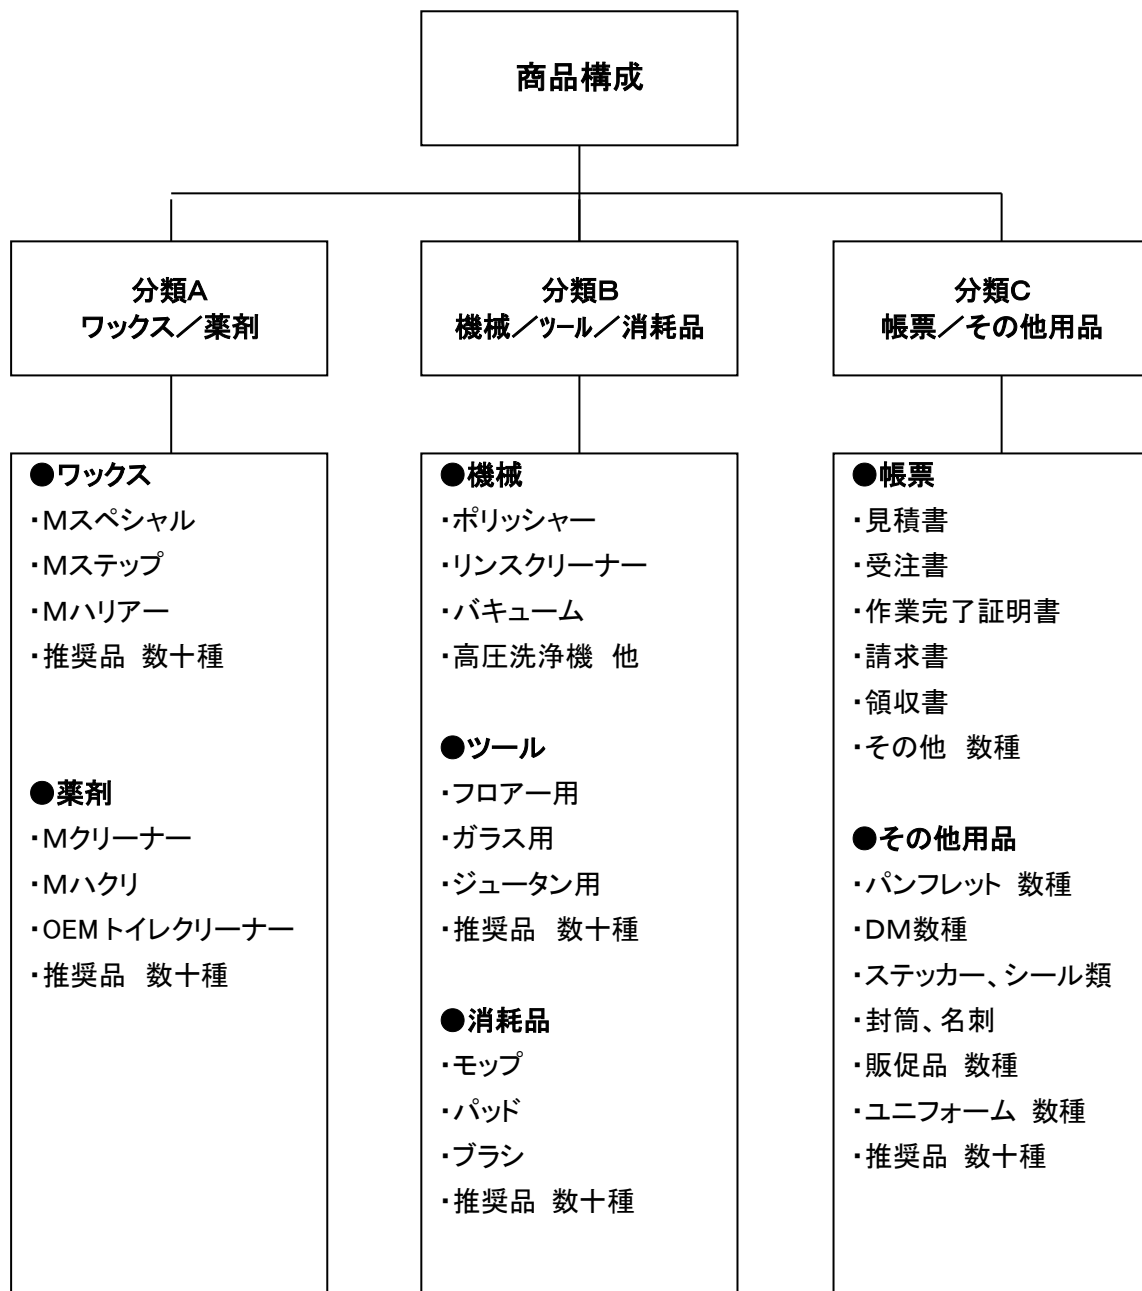 商品構成
分類A
ワックス／薬剤
●ワックス
・Mスペシャル
・Mステップ
・Mハリアー
・推奨品 数十種
●薬剤
・Mクリーナー
・Mハクリ
・OEMトイレクリーナー
・推奨品 数十種
分類B
機械／ツール／消耗品
●機械
・ポリッシャー
・リンスクリーナー
・バキューム
・高圧洗浄機 他
●ツール
・フロアー用
・ガラス用
・ジュータン用
・推奨品 数十種
●消耗品
・モップ
・パッド
・ブラシ
・推奨品 数十種
分類C
帳票／その他用品
●帳票
・見積書
・受注書
・作業完了証明書
・請求書
・領収書
・その他 数種
●その他用品
・パンフレット 数種
・DM数種
・ステッカー、シール類
・封筒、名刺
・販促品 数種
・ユニフォーム 数種
・推奨品 数十種